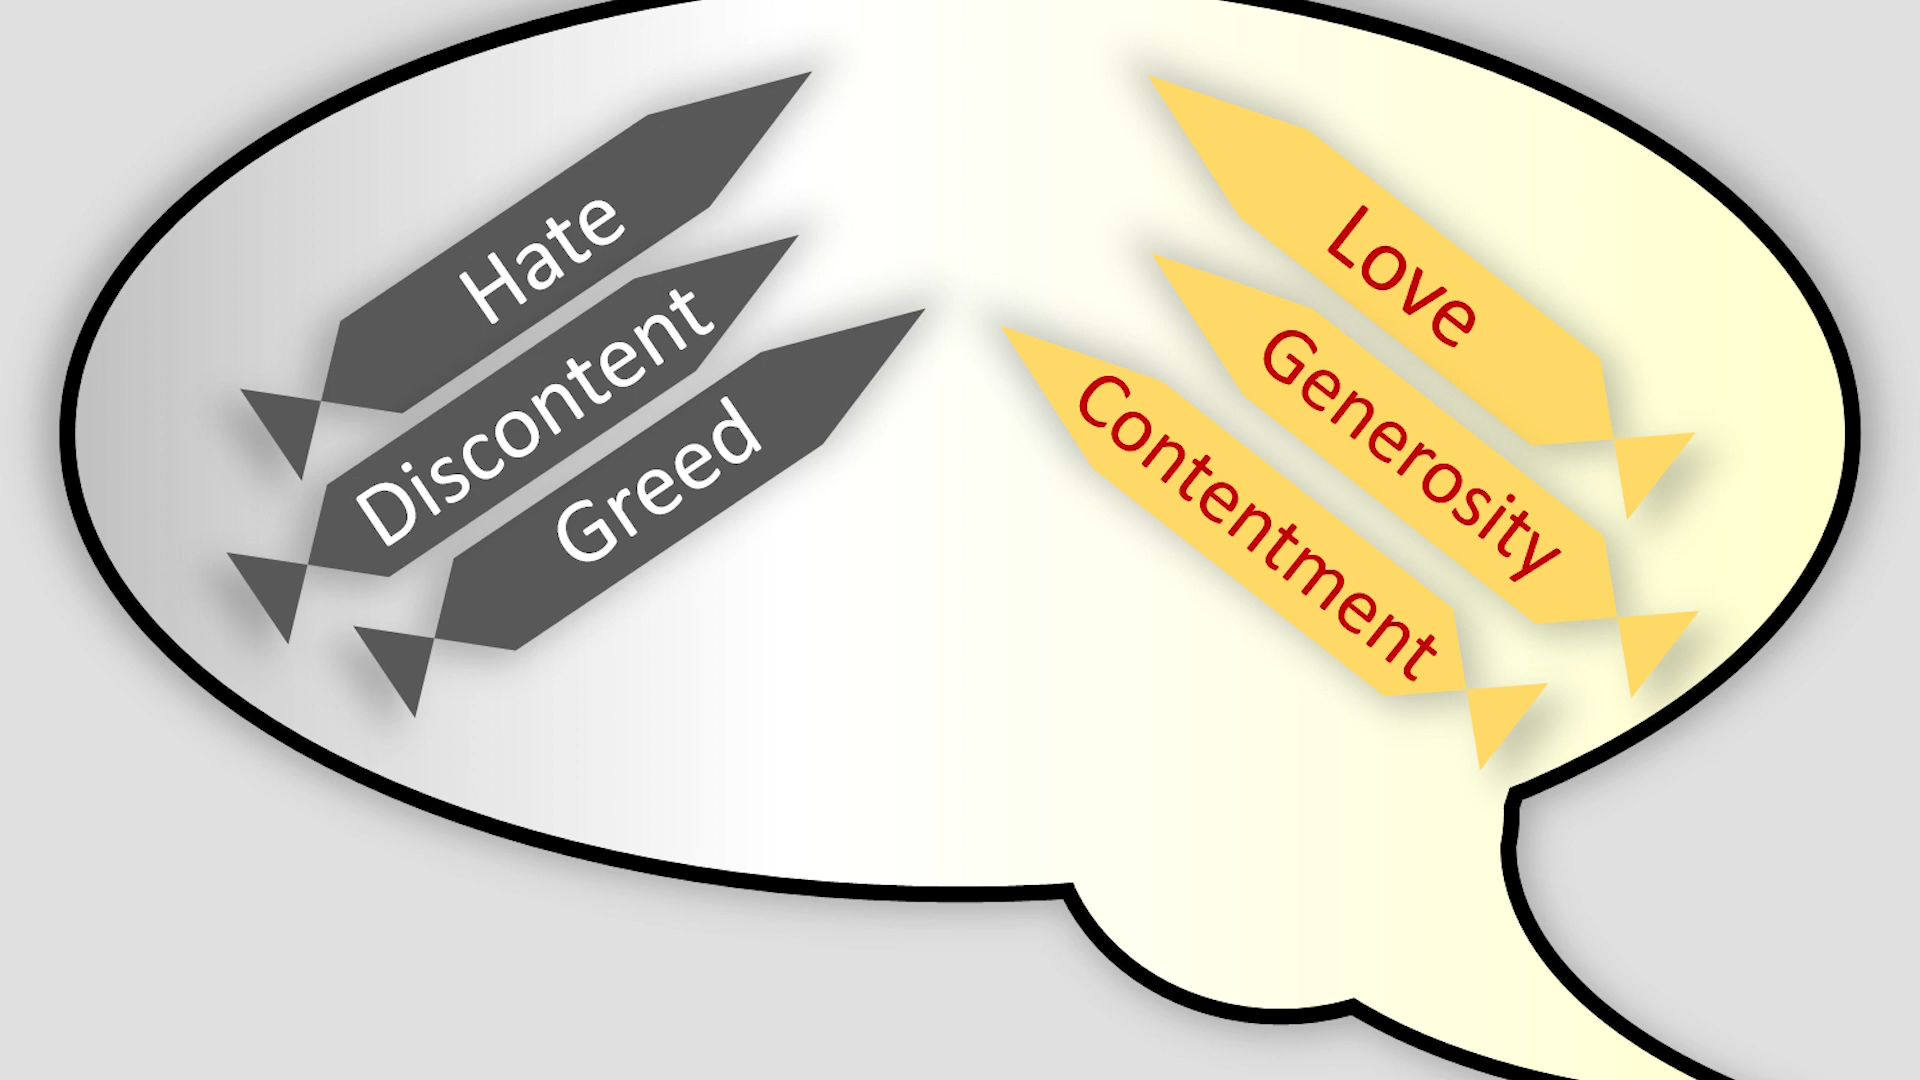 Hate
Discontent
Greed
Love
Generosity
Contentment